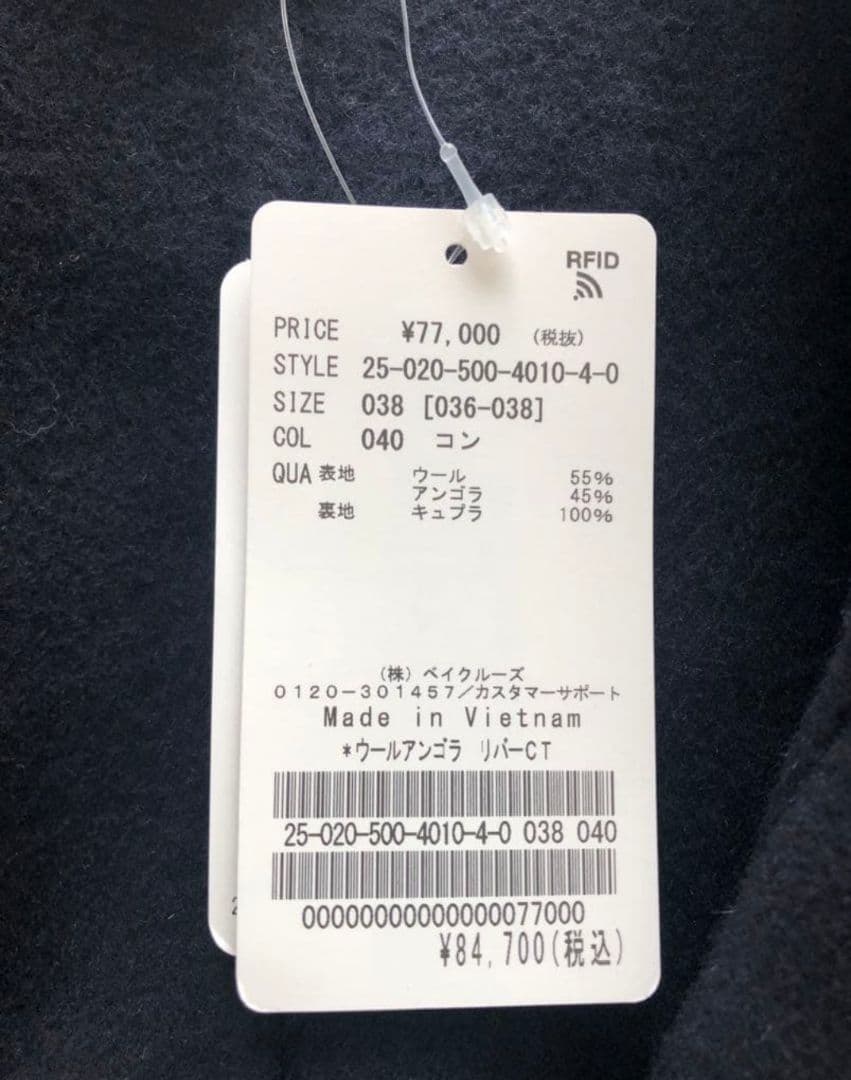 RFID
PRICE ¥77,000 (税抜)
STYLE 25-020-500-4010-4-0
SIZE 038 [036-038]
COL 040 コン
QUA 表地 ウール 55%
アンゴラ 45%
裏地 キュプラ 100%
(株) ベイクルーズ
0120-301457/カスタマーサポート
Made in Vietnam
*ウールアンゴラ リバーCT
25-020-500-4010-4-0 038 040
00000000000000077000
¥84,700(税込)
2